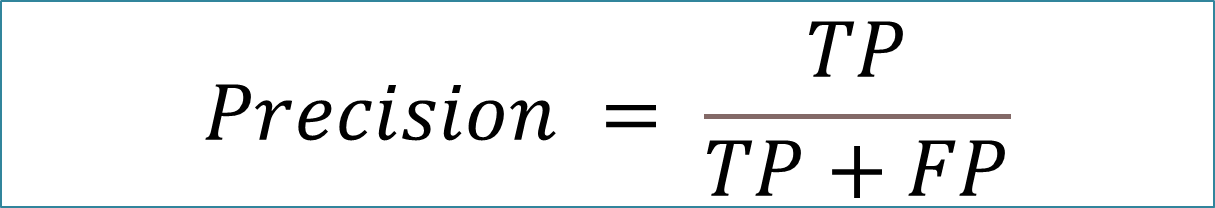 Precision = TP / TP + FP